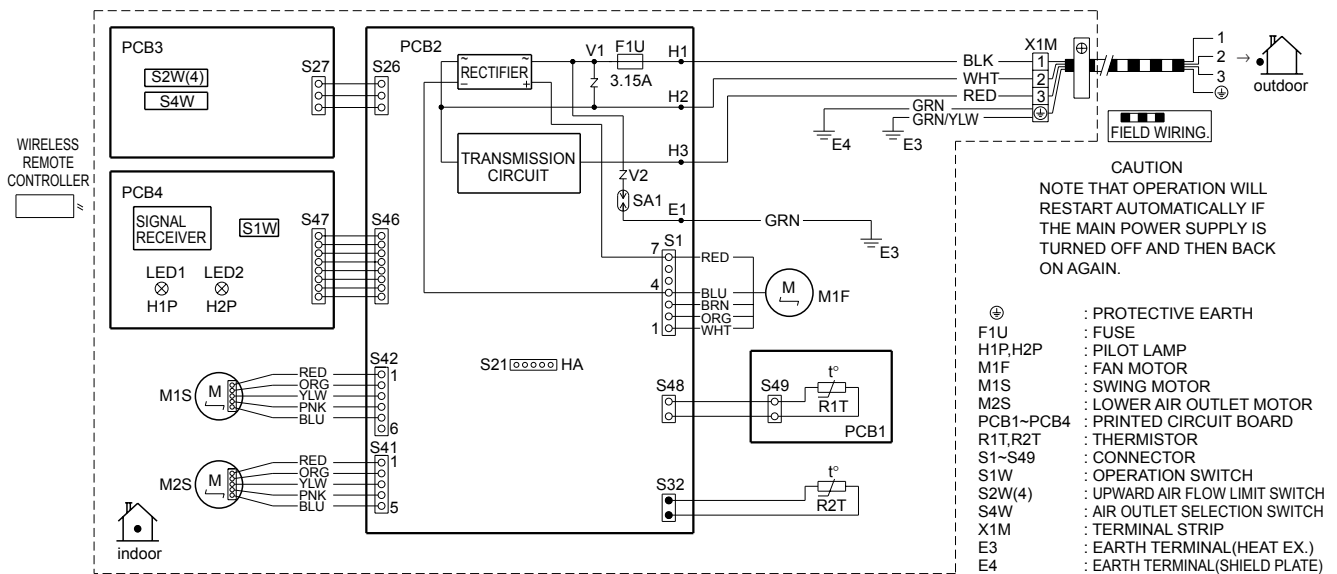 PCB3
S2W(4)
S4W
S27
S26
PCB2
RECTIFIER
~ ~
− +
V1
F1U
3.15A
H1
H2
H3
TRANSMISSION
CIRCUIT
V2
SA1
E1
GRN
E3
BLK
WHT
RED
GRN
GRN/YLW
E4
E3
X1M
1
2
3
1
2
3
outdoor
FIELD WIRING.
WIRELESS
REMOTE
CONTROLLER
PCB4
SIGNAL
RECEIVER
S1W
LED1
LED2
H1P
H2P
S47
S46
S1
7
4
1
RED
BLU
BRN
ORG
WHT
M
M1F
S21
HA
S42
1
6
M1S
M
RED
ORG
YLW
PNK
BLU
S41
1
5
M2S
M
RED
ORG
YLW
PNK
BLU
S48
S49
t°
R1T
PCB1
S32
t°
R2T
indoor
CAUTION
NOTE THAT OPERATION WILL
RESTART AUTOMATICALLY IF
THE MAIN POWER SUPPLY IS
TURNED OFF AND THEN BACK
ON AGAIN.
: PROTECTIVE EARTH
F1U : FUSE
H1P,H2P : PILOT LAMP
M1F : FAN MOTOR
M1S : SWING MOTOR
M2S : LOWER AIR OUTLET MOTOR
PCB1~PCB4 : PRINTED CIRCUIT BOARD
R1T,R2T : THERMISTOR
S1~S49 : CONNECTOR
S1W : OPERATION SWITCH
S2W(4) : UPWARD AIR FLOW LIMIT SWITCH
S4W : AIR OUTLET SELECTION SWITCH
X1M : TERMINAL STRIP
E3 : EARTH TERMINAL(HEAT EX.)
E4 : EARTH TERMINAL(SHIELD PLATE)